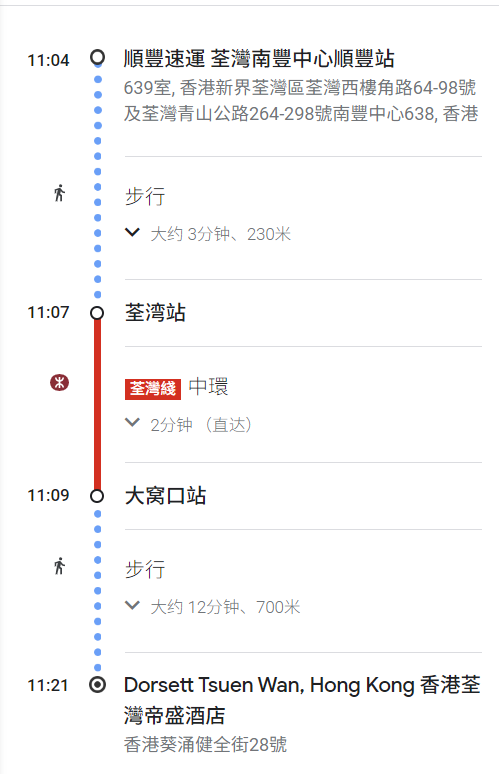 11:04 順豐速運 荃灣南豐中心順豐站
639室, 香港新界荃灣區荃灣西樓角路64-98號
及荃灣青山公路264-298號南豐中心638, 香港
步行
大约 3分钟、230米
11:07 荃湾站
荃灣綫 中環
2分钟 （直达）
11:09 大窝口站
步行
大约 12分钟、700米
11:21 Dorsett Tsuen Wan, Hong Kong 香港荃
灣帝盛酒店
香港葵涌健全街28號